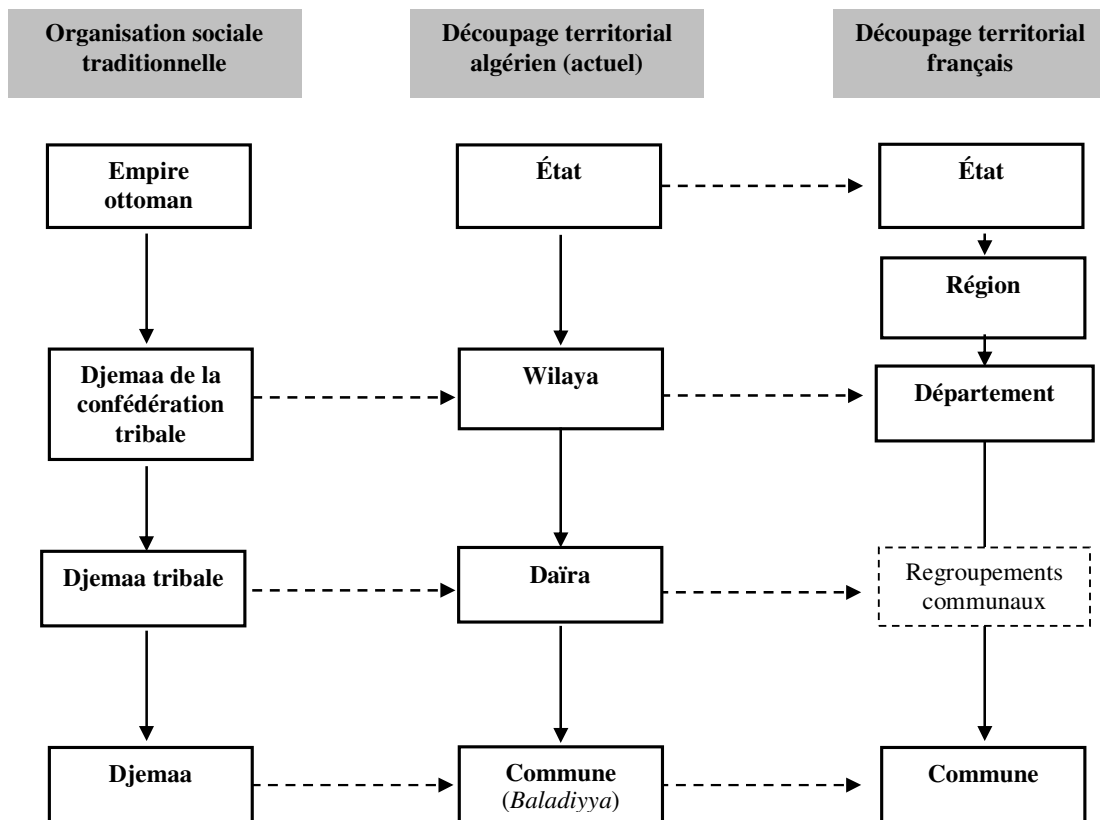 Organisation sociale
traditionnelle
Découpage territorial
algérien (actuel)
Découpage territorial
français
Empire
ottoman
État
État
Région
Djemaa de la
confédération
tribale
Wilaya
Département
Djemaa tribale
Daïra
Regroupements
communaux
Djemaa
Commune
(Baladiyya)
Commune